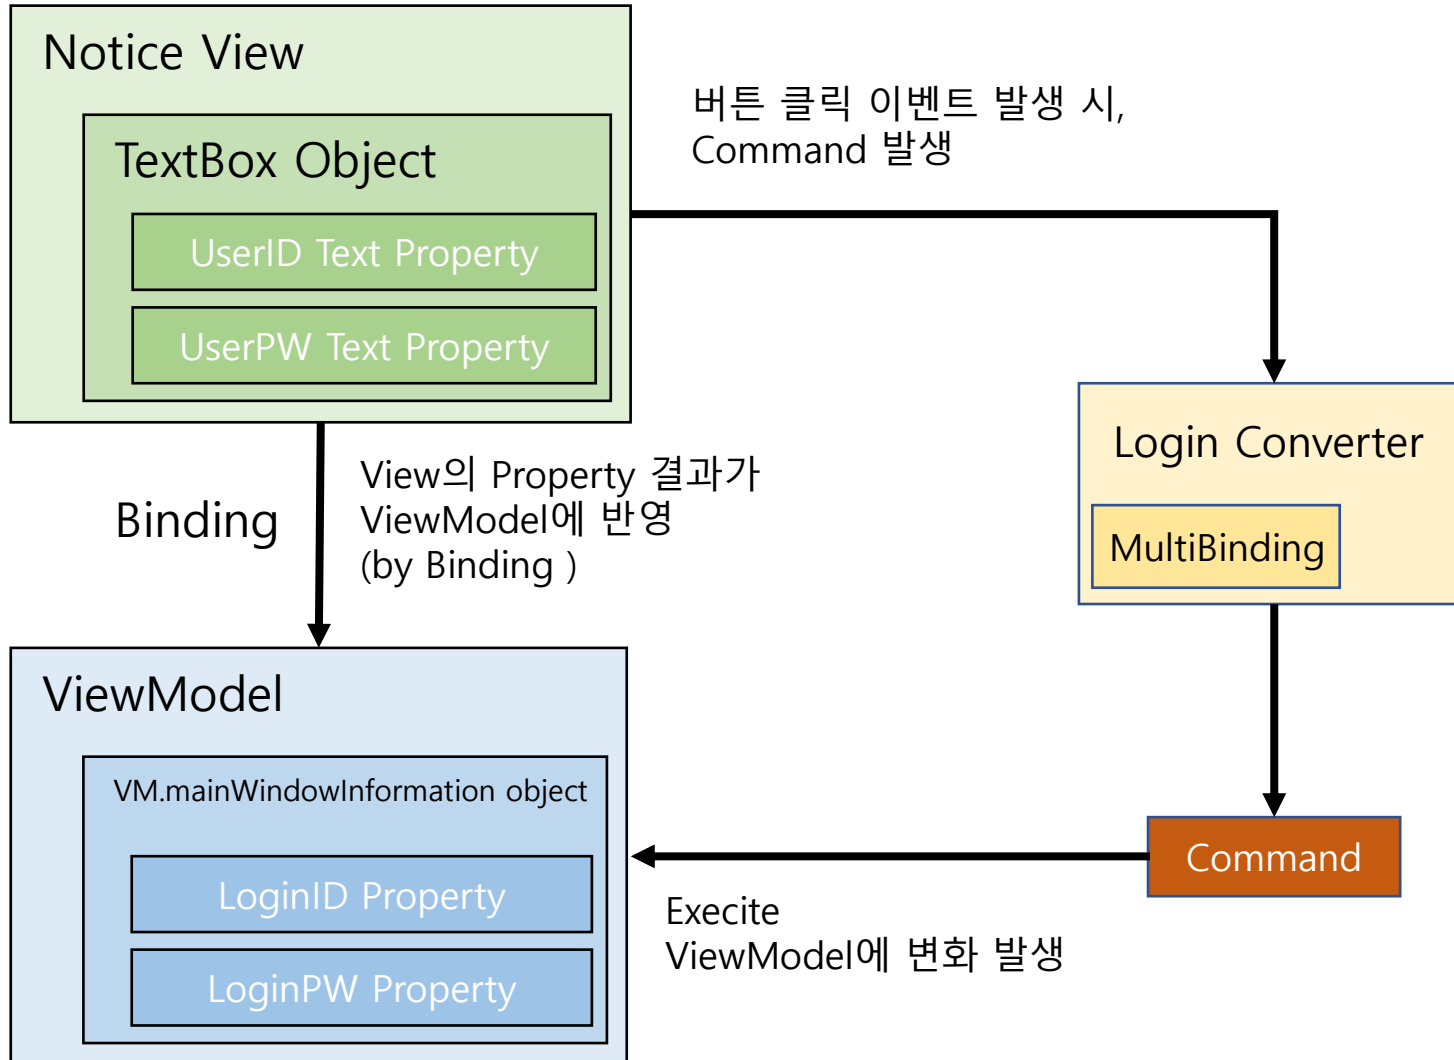 Notice View
TextBox Object
UserID Text Property
UserPW Text Property
버튼 클릭 이벤트 발생 시,
Command 발생
Login Converter
MultiBinding
Binding
View의 Property 결과가
ViewModel에 반영
(by Binding )
ViewModel
VM.mainWindowInformation object
LoginID Property
LoginPW Property
Command
Execite
ViewModel에 변화 발생